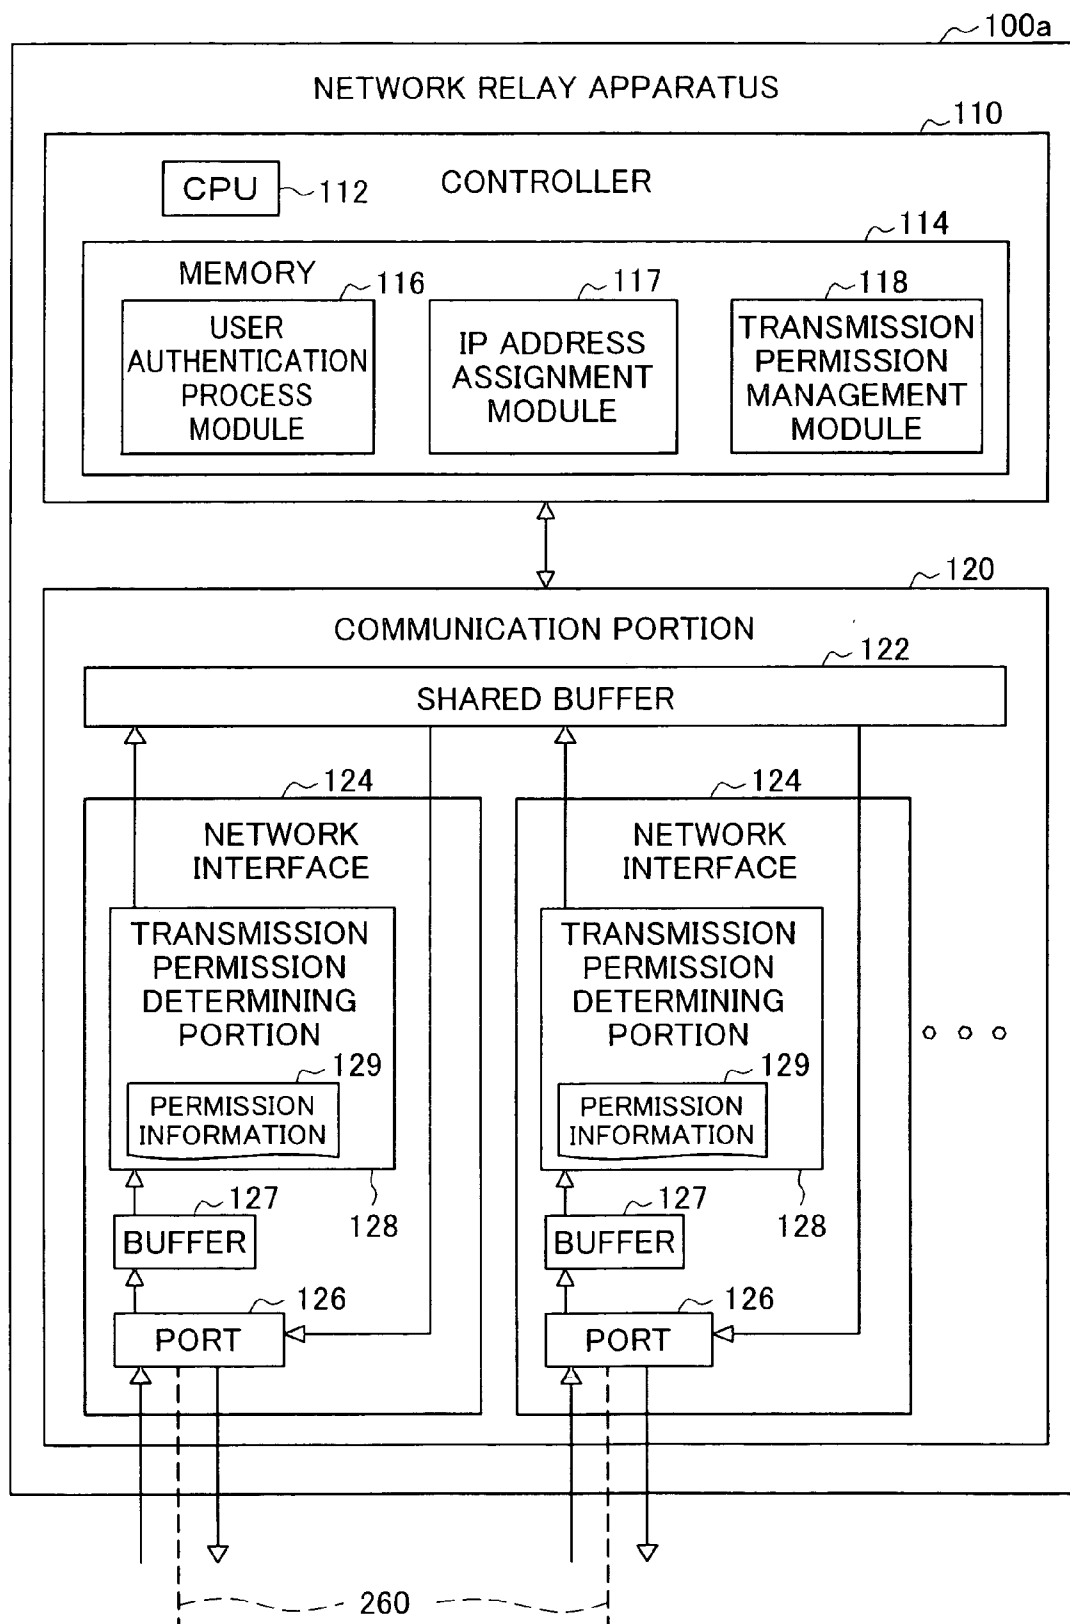 100a
NETWORK RELAY APPARATUS
110
CPU
112
CONTROLLER
114
MEMORY
116
117
118
USER
AUTHENTICATION
PROCESS
MODULE
IP ADDRESS
ASSIGNMENT
MODULE
TRANSMISSION
PERMISSION
MANAGEMENT
MODULE
120
COMMUNICATION PORTION
122
SHARED BUFFER
124
NETWORK
INTERFACE
TRANSMISSION
PERMISSION
DETERMINING
PORTION
129
PERMISSION
INFORMATION
127
128
BUFFER
126
PORT
124
NETWORK
INTERFACE
TRANSMISSION
PERMISSION
DETERMINING
PORTION
129
PERMISSION
INFORMATION
127
128
BUFFER
126
PORT
260